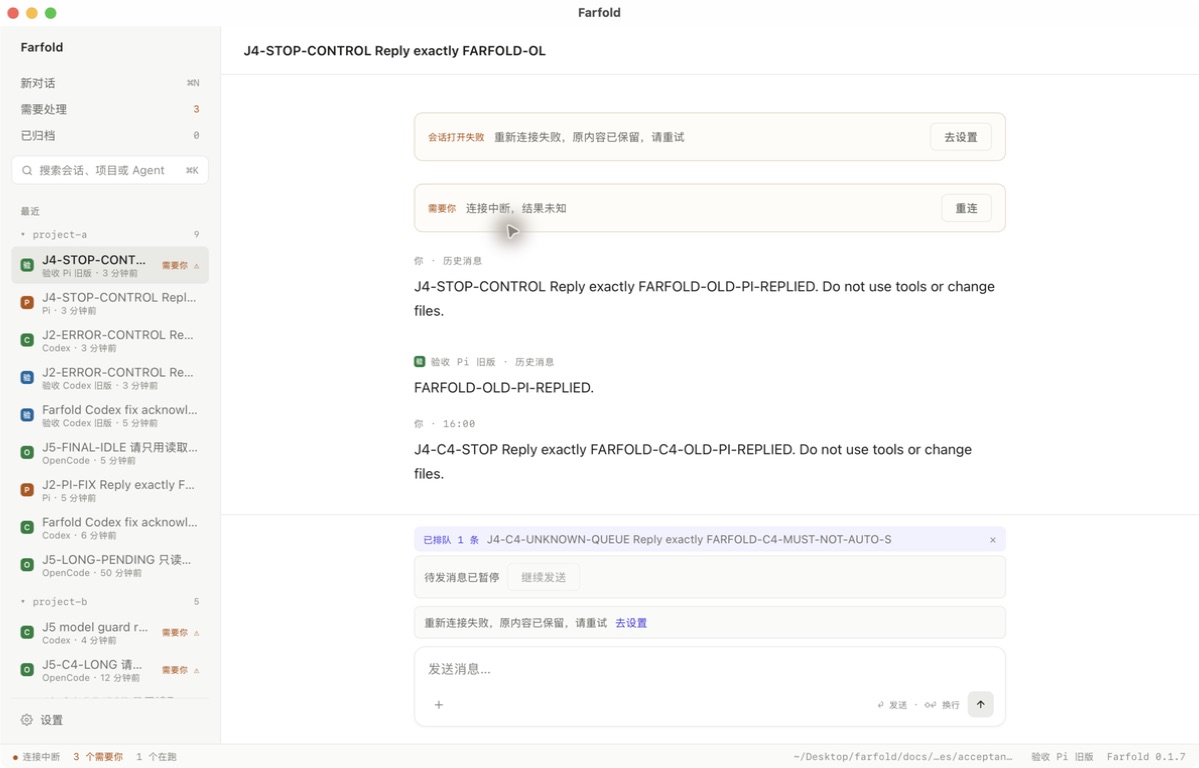 Farfold
Farfold
新对话 ⌘N
需要处理 3
已归档 0
搜索会话、项目或 Agent ⌘K
最近
• project-a 9
验 J4-STOP-CONT... 需要你 ⚠
验收 Pi 旧版 · 3 分钟前
P J4-STOP-CONTROL Repl...
Pi · 3 分钟前
C J2-ERROR-CONTROL Re...
Codex · 3 分钟前
验 J2-ERROR-CONTROL Re...
验收 Codex 旧版 · 3 分钟前
验 Farfold Codex fix acknowl...
验收 Codex 旧版 · 5 分钟前
O J5-FINAL-IDLE 请只用读取...
OpenCode · 5 分钟前
P J2-PI-FIX Reply exactly F...
Pi · 5 分钟前
C Farfold Codex fix acknowl...
Codex · 6 分钟前
O J5-LONG-PENDING 只读...
OpenCode · 50 分钟前
• project-b 5
C J5 model guard r... 需要你 ⚠
Codex · 4 分钟前
O J5-C4-LONG 请... 需要你 ⚠
OpenCode · 12 分钟前
设置
J4-STOP-CONTROL Reply exactly FARFOLD-OL
会话打开失败 重新连接失败，原内容已保留，请重试 去设置
需要你 连接中断，结果未知 重连
你 · 历史消息
J4-STOP-CONTROL Reply exactly FARFOLD-OLD-PI-REPLIED. Do not use tools or change
files.
验 验收 Pi 旧版 · 历史消息
FARFOLD-OLD-PI-REPLIED.
你 · 16:00
J4-C4-STOP Reply exactly FARFOLD-C4-OLD-PI-REPLIED. Do not use tools or change
files.
已排队 1 条 J4-C4-UNKNOWN-QUEUE Reply exactly FARFOLD-C4-MUST-NOT-AUTO-S ×
待发消息已暂停 继续发送
重新连接失败，原内容已保留，请重试 去设置
发送消息...
+ ↵ 发送 · ⇧↵ 换行 ↑
● 连接中断 3 个需要你 1 个在跑 ~/Desktop/farfold/docs/…es/acceptan… 验收 Pi 旧版 Farfold 0.1.7